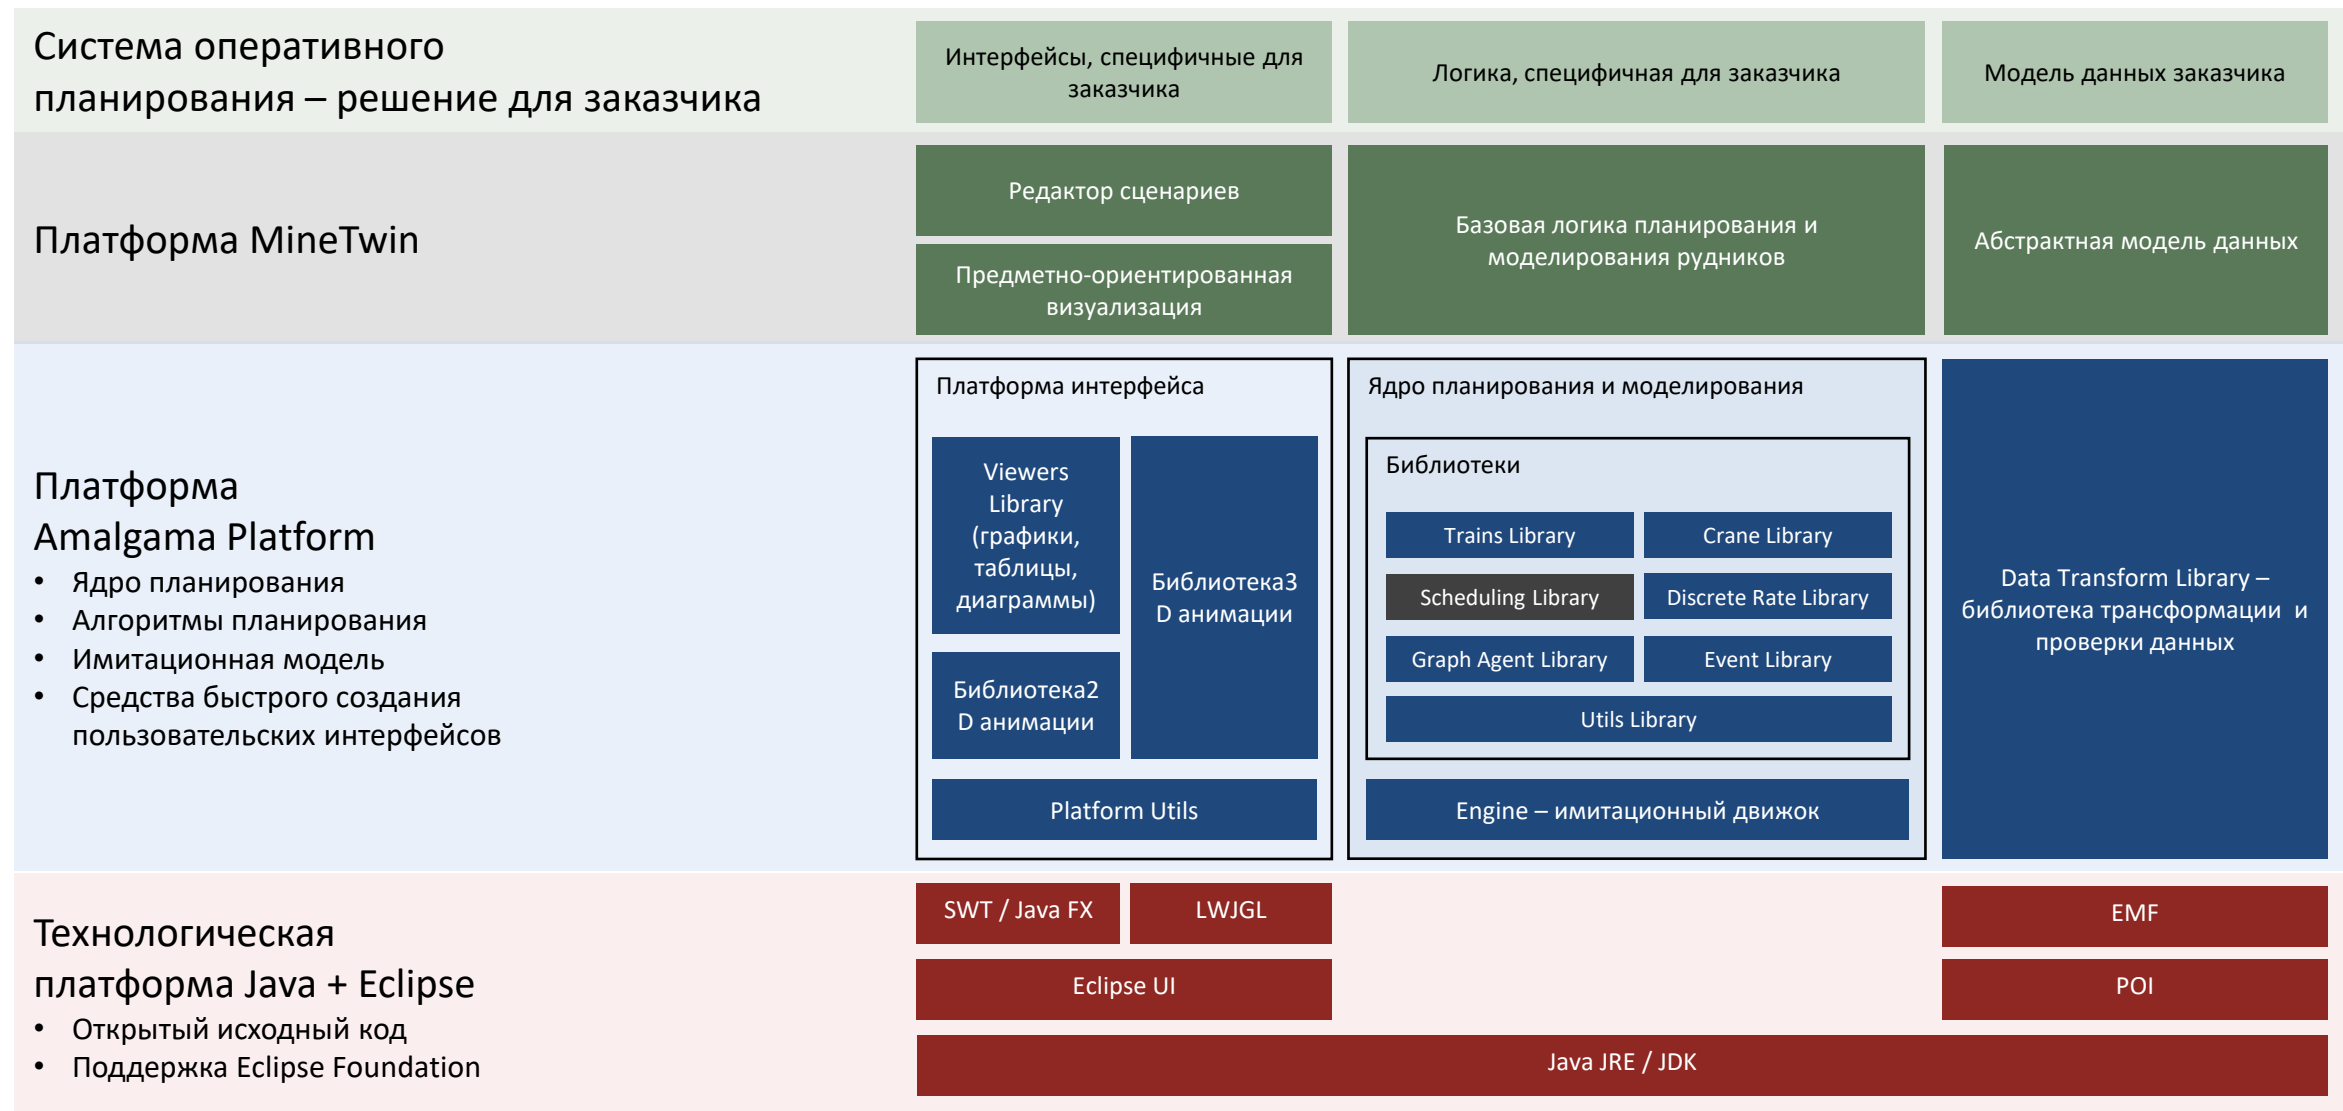 Система оперативного
планирования – решение для заказчика
Интерфейсы, специфичные для
заказчика
Логика, специфичная для заказчика
Модель данных заказчика
Платформа MineTwin
Редактор сценариев
Предметно-ориентированная
визуализация
Базовая логика планирования и
моделирования рудников
Абстрактная модель данных
Платформа
Amalgama Platform
• Ядро планирования
• Алгоритмы планирования
• Имитационная модель
• Средства быстрого создания
пользовательских интерфейсов
Платформа интерфейса
Viewers
Library
(графики,
таблицы,
диаграммы)
Библиотека2
D анимации
Библиотека3
D анимации
Platform Utils
Ядро планирования и моделирования
Библиотеки
Trains Library
Crane Library
Scheduling Library
Discrete Rate Library
Graph Agent Library
Event Library
Utils Library
Engine – имитационный движок
Data Transform Library –
библиотека трансформации и
проверки данных
Технологическая
платформа Java + Eclipse
• Открытый исходный код
• Поддержка Eclipse Foundation
SWT / Java FX
LWJGL
Eclipse UI
EMF
POI
Java JRE / JDK